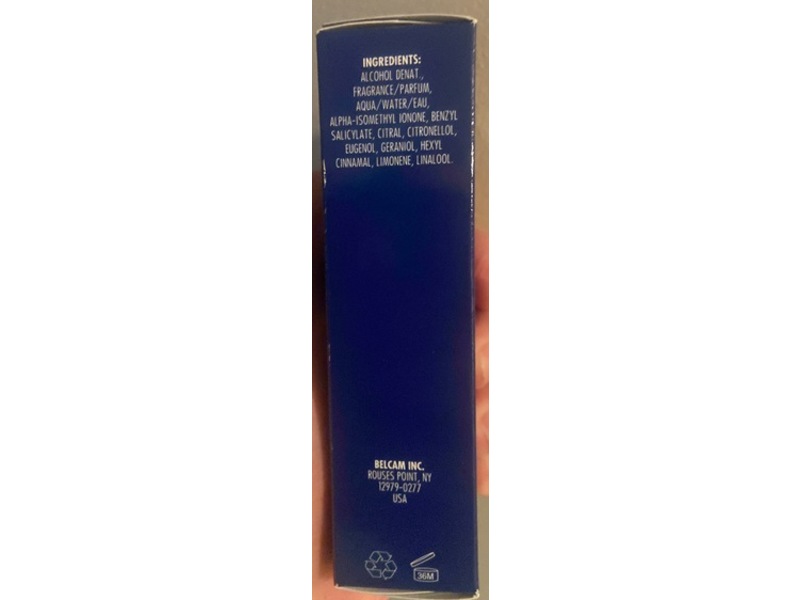 INGREDIENTS:
ALCOHOL DENAT.,
FRAGRANCE/PARFUM,
AQUA/WATER/EAU,
ALPHA-ISOMETHYL IONONE, BENZYL
SALICYLATE, CITRAL, CITRONELLOL,
EUGENOL, GERANIOL, HEXYL
CINNAMAL, LIMONENE, LINALOOL.
BELCAM INC.
ROUSES POINT, NY
12979-0277
USA
36M